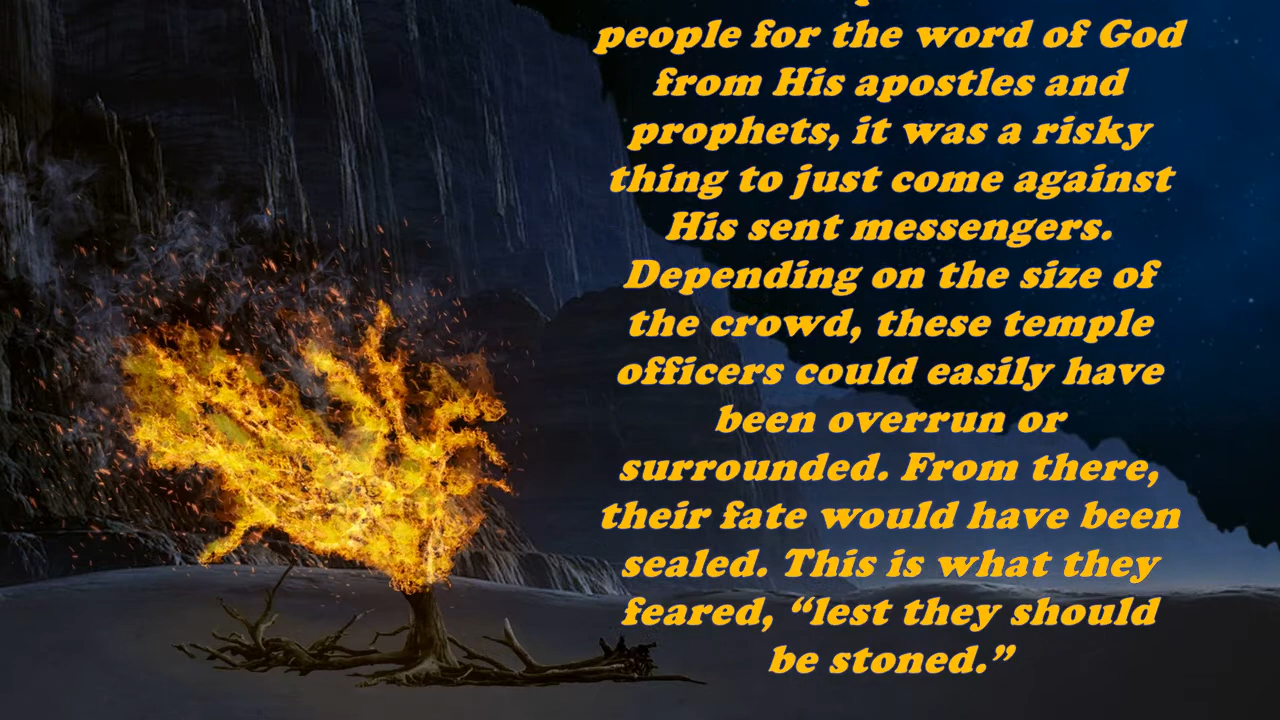 people for the word of God
from His apostles and
prophets, it was a risky
thing to just come against
His sent messengers.
Depending on the size of
the crowd, these temple
officers could easily have
been overrun or
surrounded. From there,
their fate would have been
sealed. This is what they
feared, “lest they should
be stoned.”